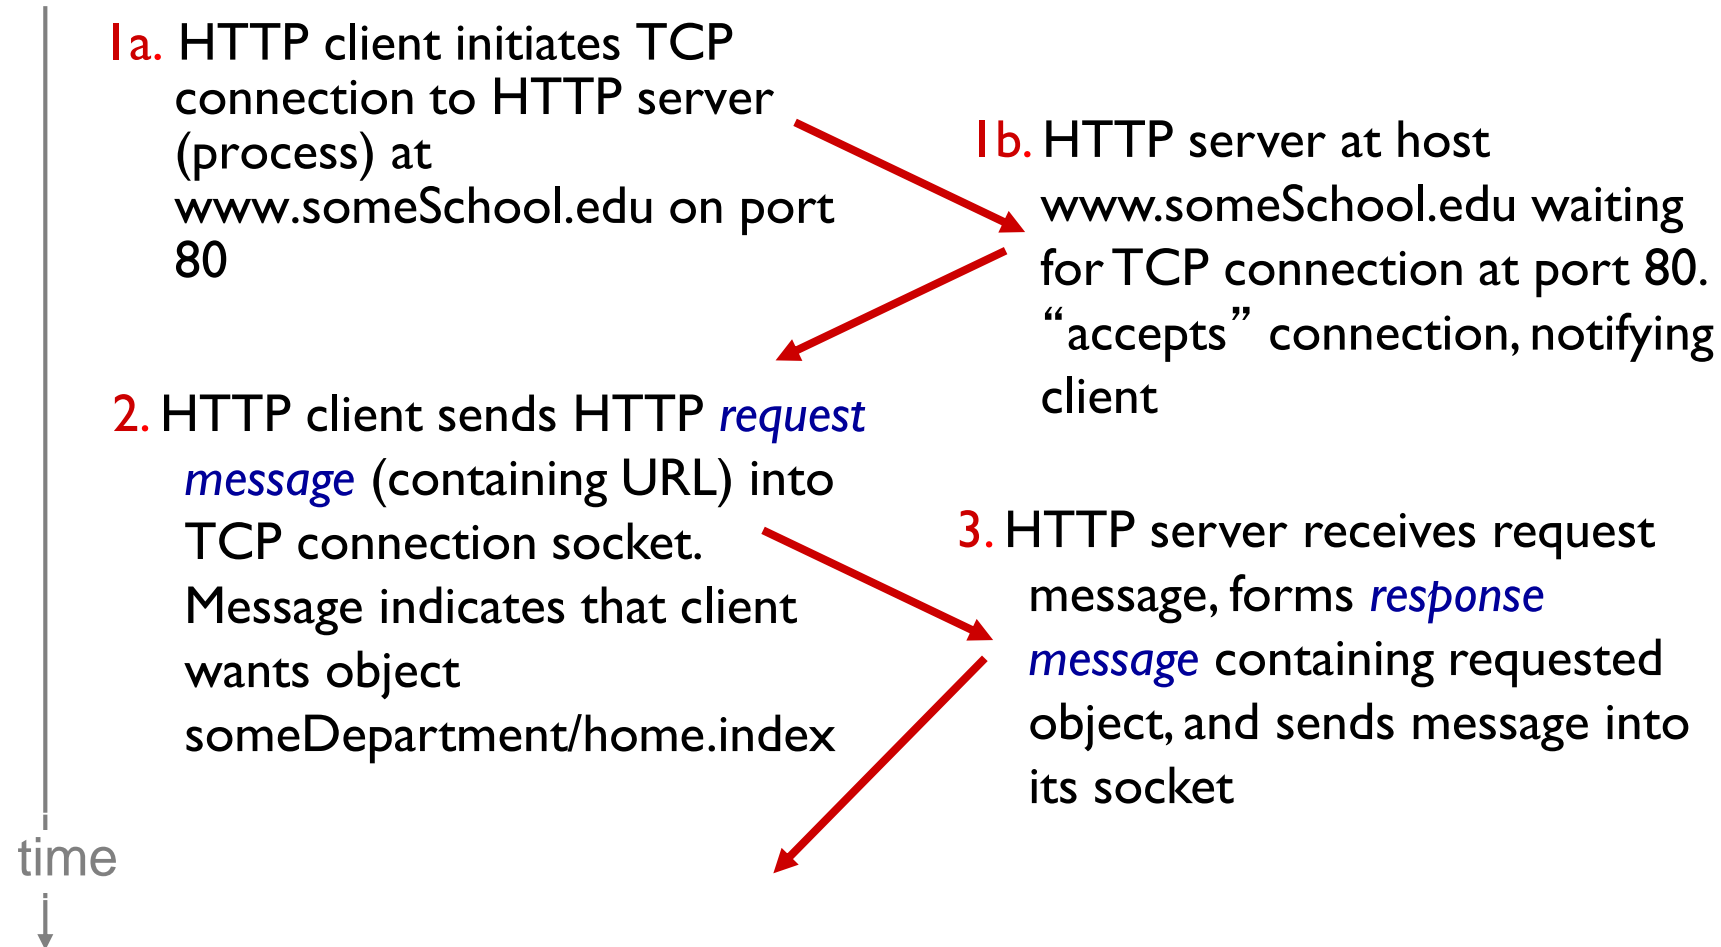 1a. HTTP client initiates TCP
connection to HTTP server
(process) at
www.someSchool.edu on port
80
1b. HTTP server at host
www.someSchool.edu waiting
for TCP connection at port 80.
“accepts” connection, notifying
client
2. HTTP client sends HTTP request
message (containing URL) into
TCP connection socket.
Message indicates that client
wants object
someDepartment/home.index
3. HTTP server receives request
message, forms response
message containing requested
object, and sends message into
its socket
time